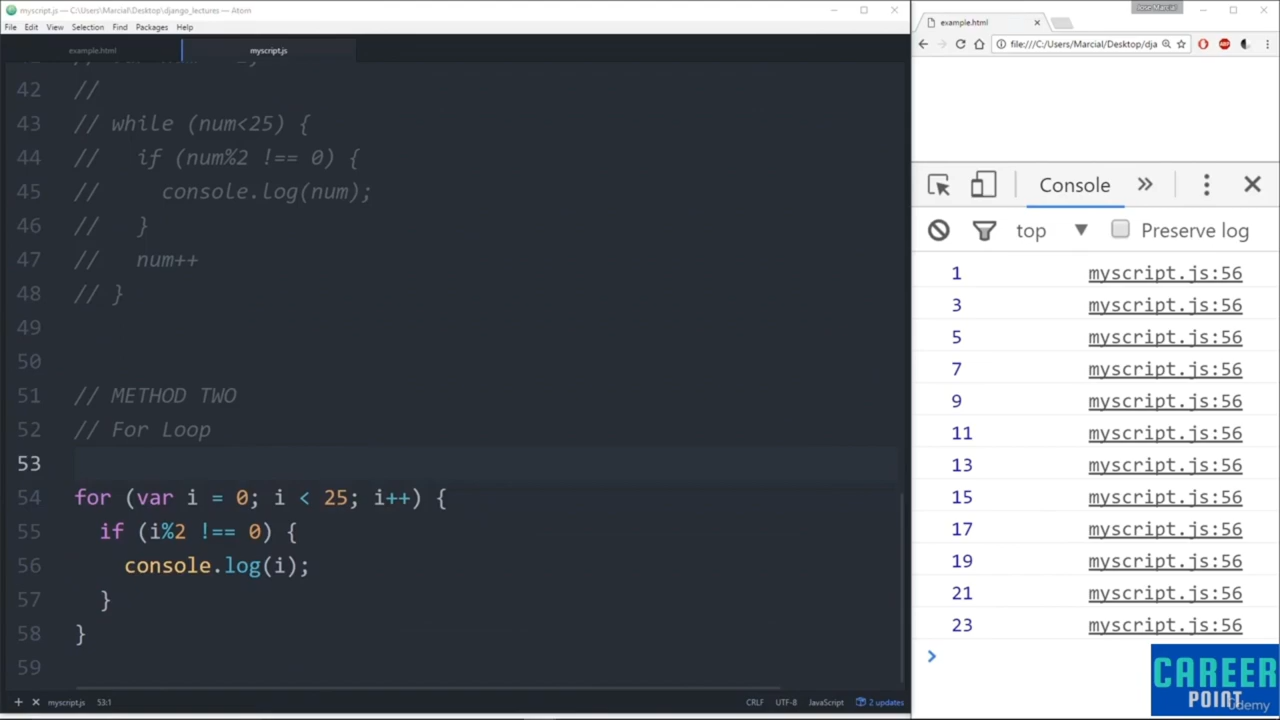 myscript.js — C:\Users\Marcial\Desktop\django_lectures — Atom
File Edit View Selection Find Packages Help
example.html
myscript.js
42 //
43 // while (num<25) {
44 //   if (num%2 !== 0) {
45 //     console.log(num);
46 //   }
47 //   num++
48 // }
49
50
51 // METHOD TWO
52 // For Loop
53
54 for (var i = 0; i < 25; i++) {
55   if (i%2 !== 0) {
56     console.log(i);
57   }
58 }
59
myscript.js 53:1
CRLF UTF-8 JavaScript 2 updates
Jose Marcial
example.html
file:///C:/Users/Marcial/Desktop/dja
ABP
Console
top Preserve log
1 myscript.js:56
3 myscript.js:56
5 myscript.js:56
7 myscript.js:56
9 myscript.js:56
11 myscript.js:56
13 myscript.js:56
15 myscript.js:56
17 myscript.js:56
19 myscript.js:56
21 myscript.js:56
23 myscript.js:56
CAREER
POINT
Udemy